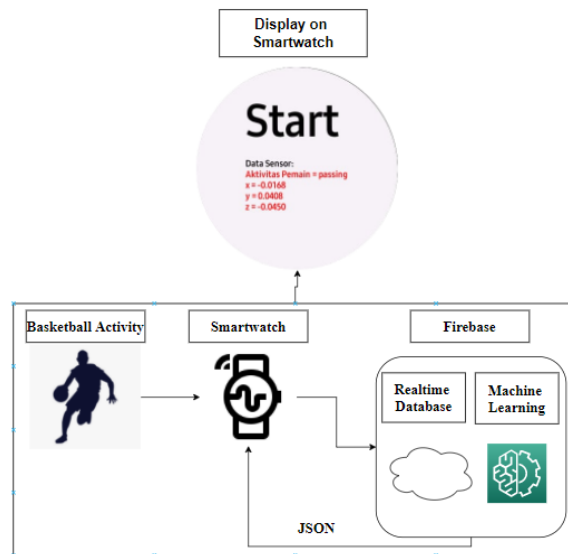 Display on
Smartwatch
Start
Data Sensor:
Aktivitas Pemain = passing
x = -0.0168
y = 0.0408
z = -0.0450
Basketball Activity
Smartwatch
Firebase
Realtime
Database
Machine
Learning
JSON